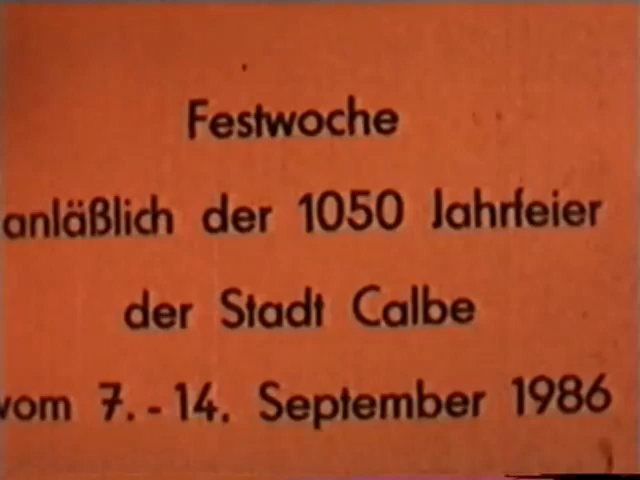 Festwoche
anläßlich der 1050 Jahrfeier
der Stadt Calbe
vom 7.-14. September 1986